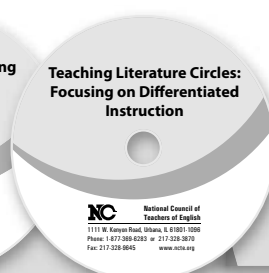 ng
Teaching Literature Circles:
Focusing on Differentiated
Instruction
NC
National Council of
Teachers of English
1111 W. Kenyon Road, Urbana, IL 61801-1096
Phone: 1-877-369-6283 or 217-328-3870
Fax: 217-328-9645 www.ncte.org